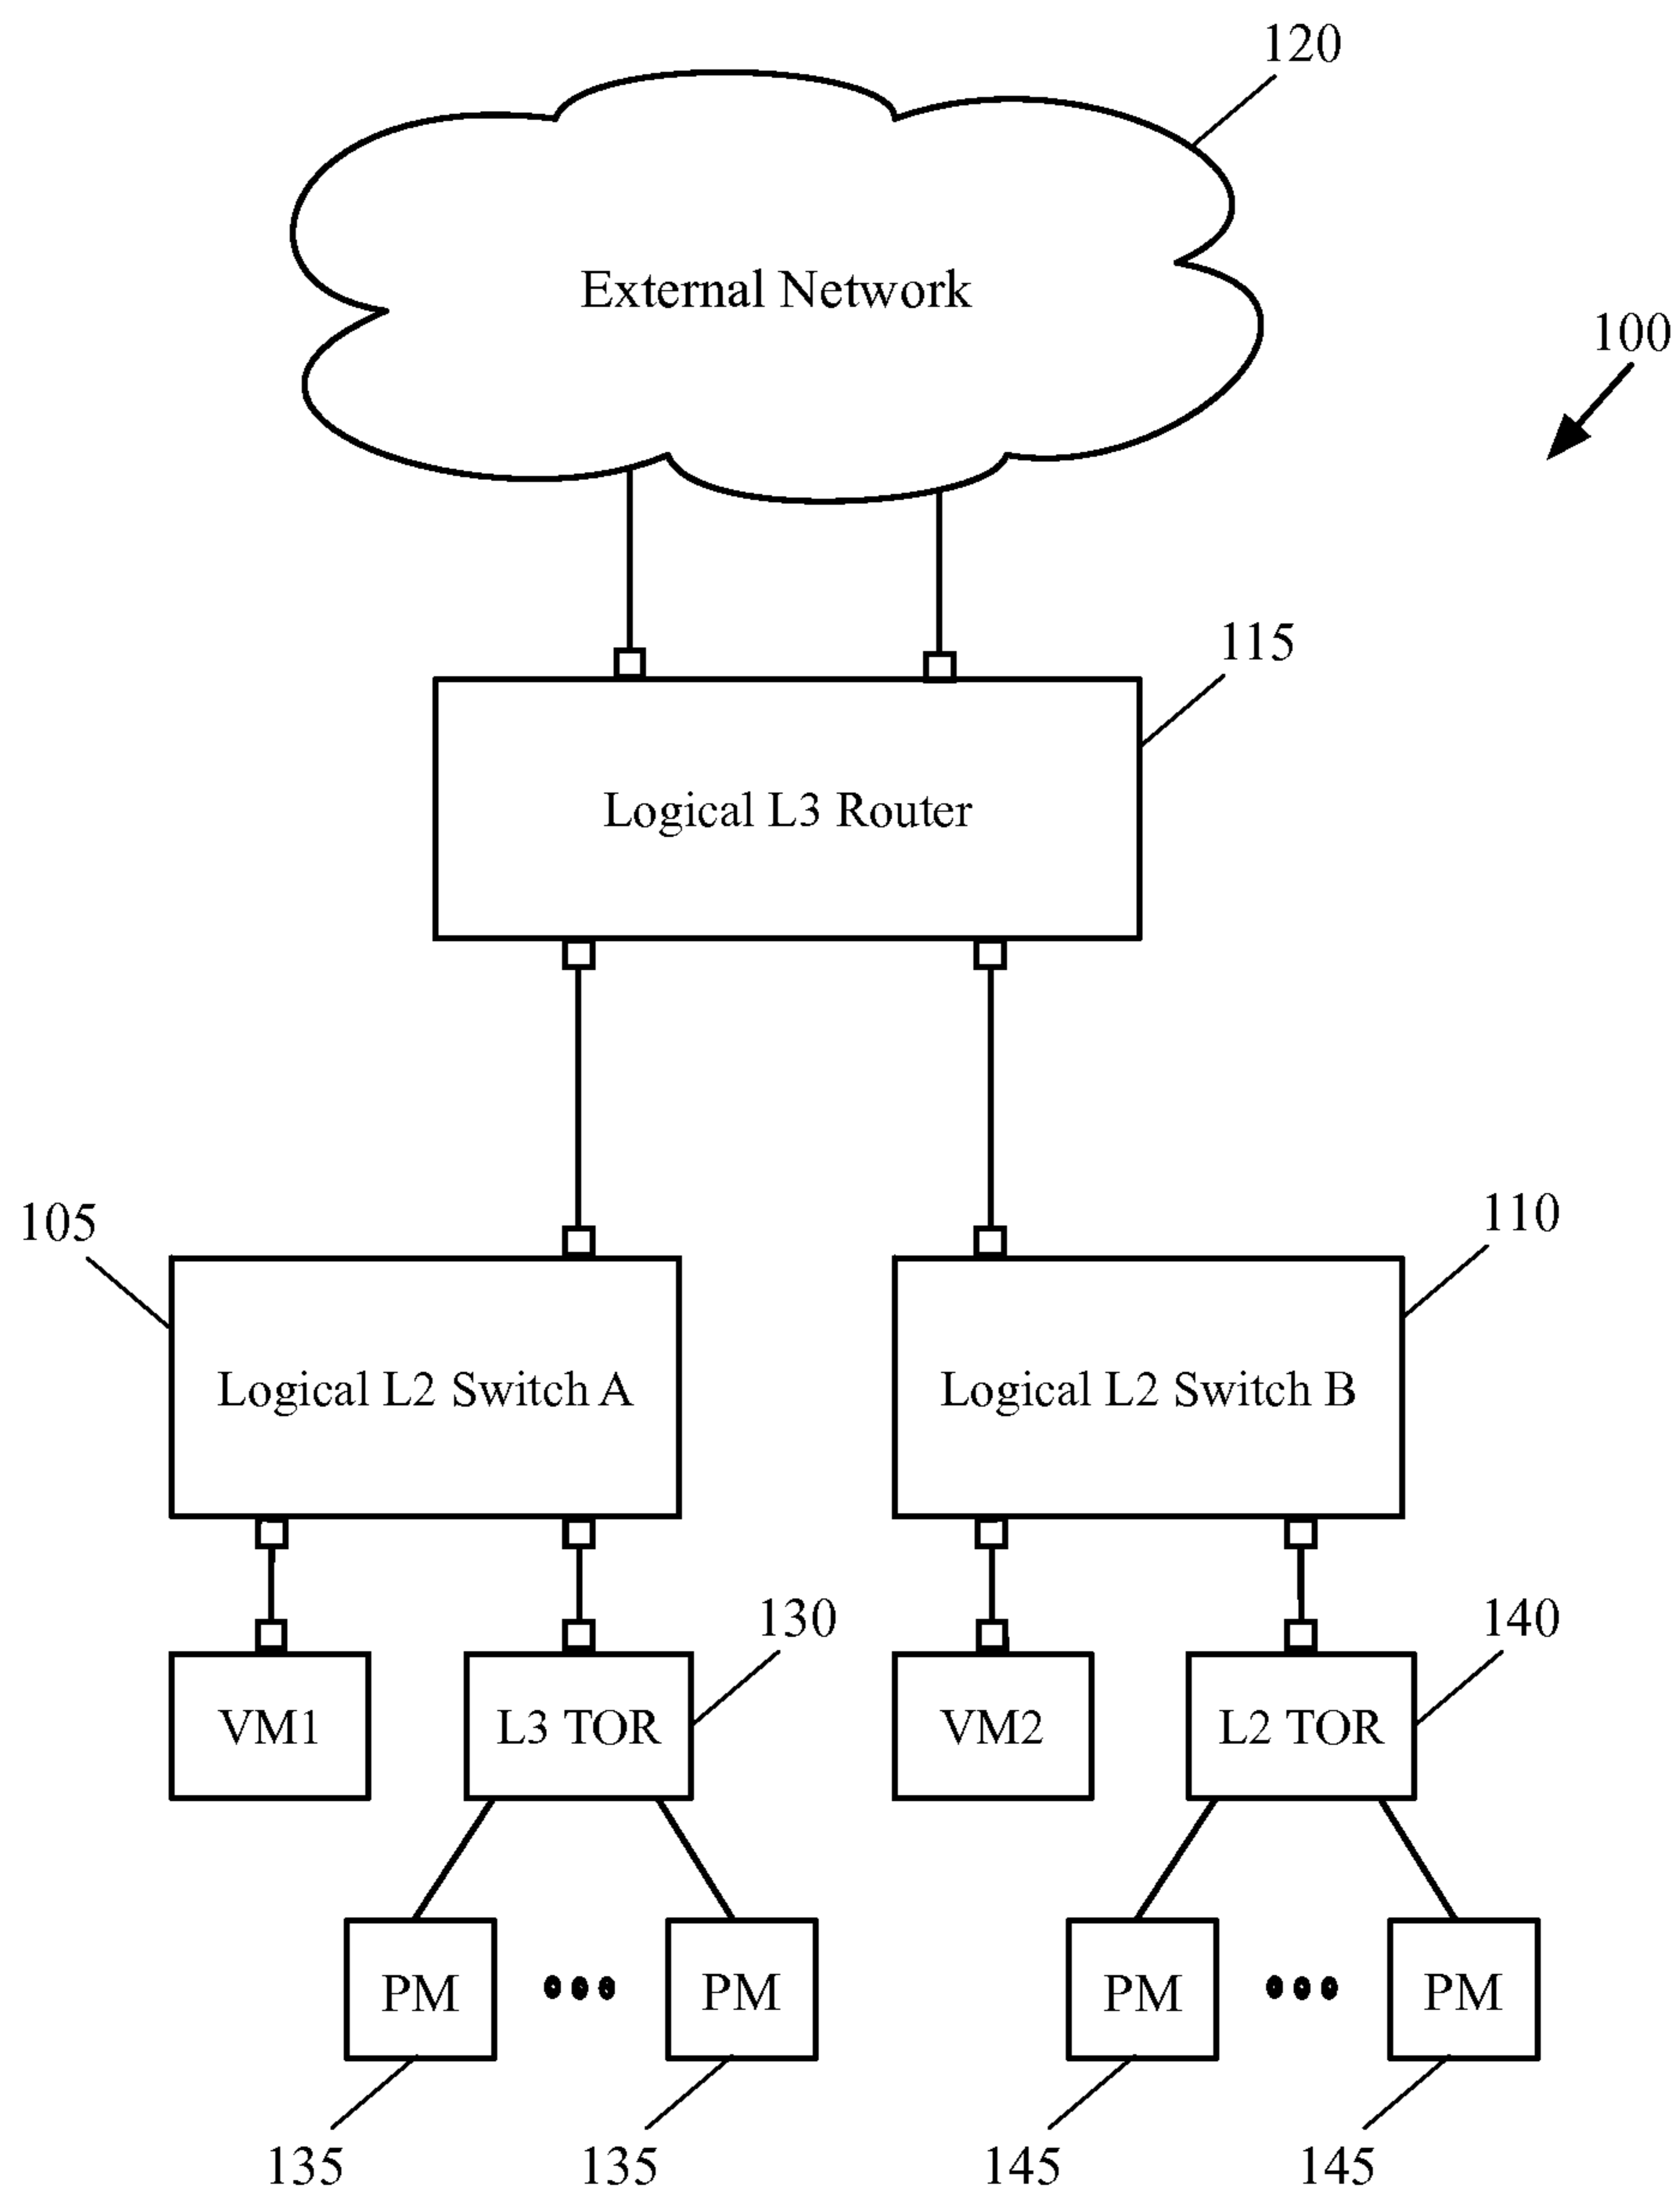 120
External Network
100
115
Logical L3 Router
105
110
Logical L2 Switch A
Logical L2 Switch B
130
140
VM1
L3 TOR
VM2
L2 TOR
PM
PM
PM
PM
135
135
145
145